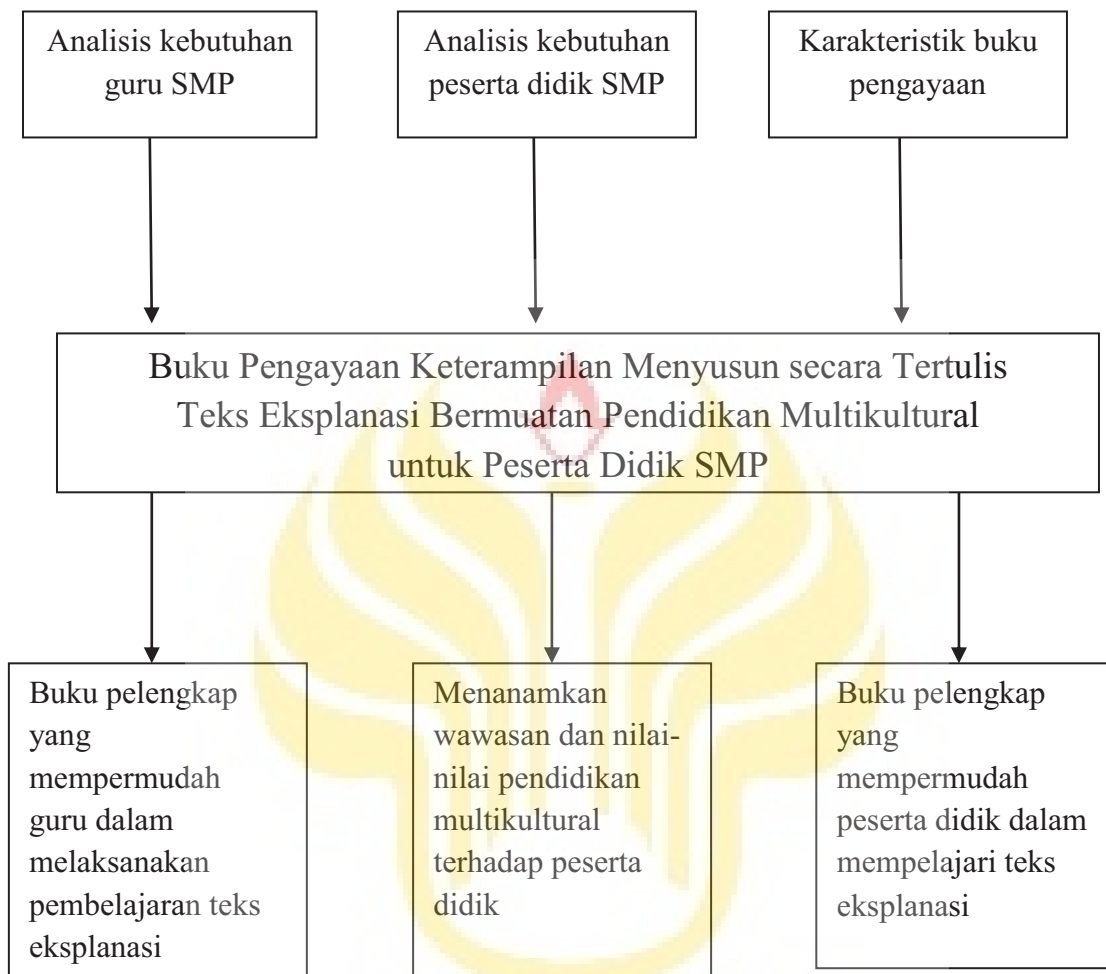 Analisis kebutuhan
guru SMP
Analisis kebutuhan
peserta didik SMP
Karakteristik buku
pengayaan
Buku Pengayaan Keterampilan Menyusun secara Tertulis
Teks Eksplanasi Bermuatan Pendidikan Multikultural
untuk Peserta Didik SMP
Buku pelengkap
yang
mempermudah
guru dalam
melaksanakan
pembelajaran teks
eksplanasi
Menanamkan
wawasan dan nilai-
nilai pendidikan
multikultural
terhadap peserta
didik
Buku pelengkap
yang
mempermudah
peserta didik dalam
mempelajari teks
eksplanasi